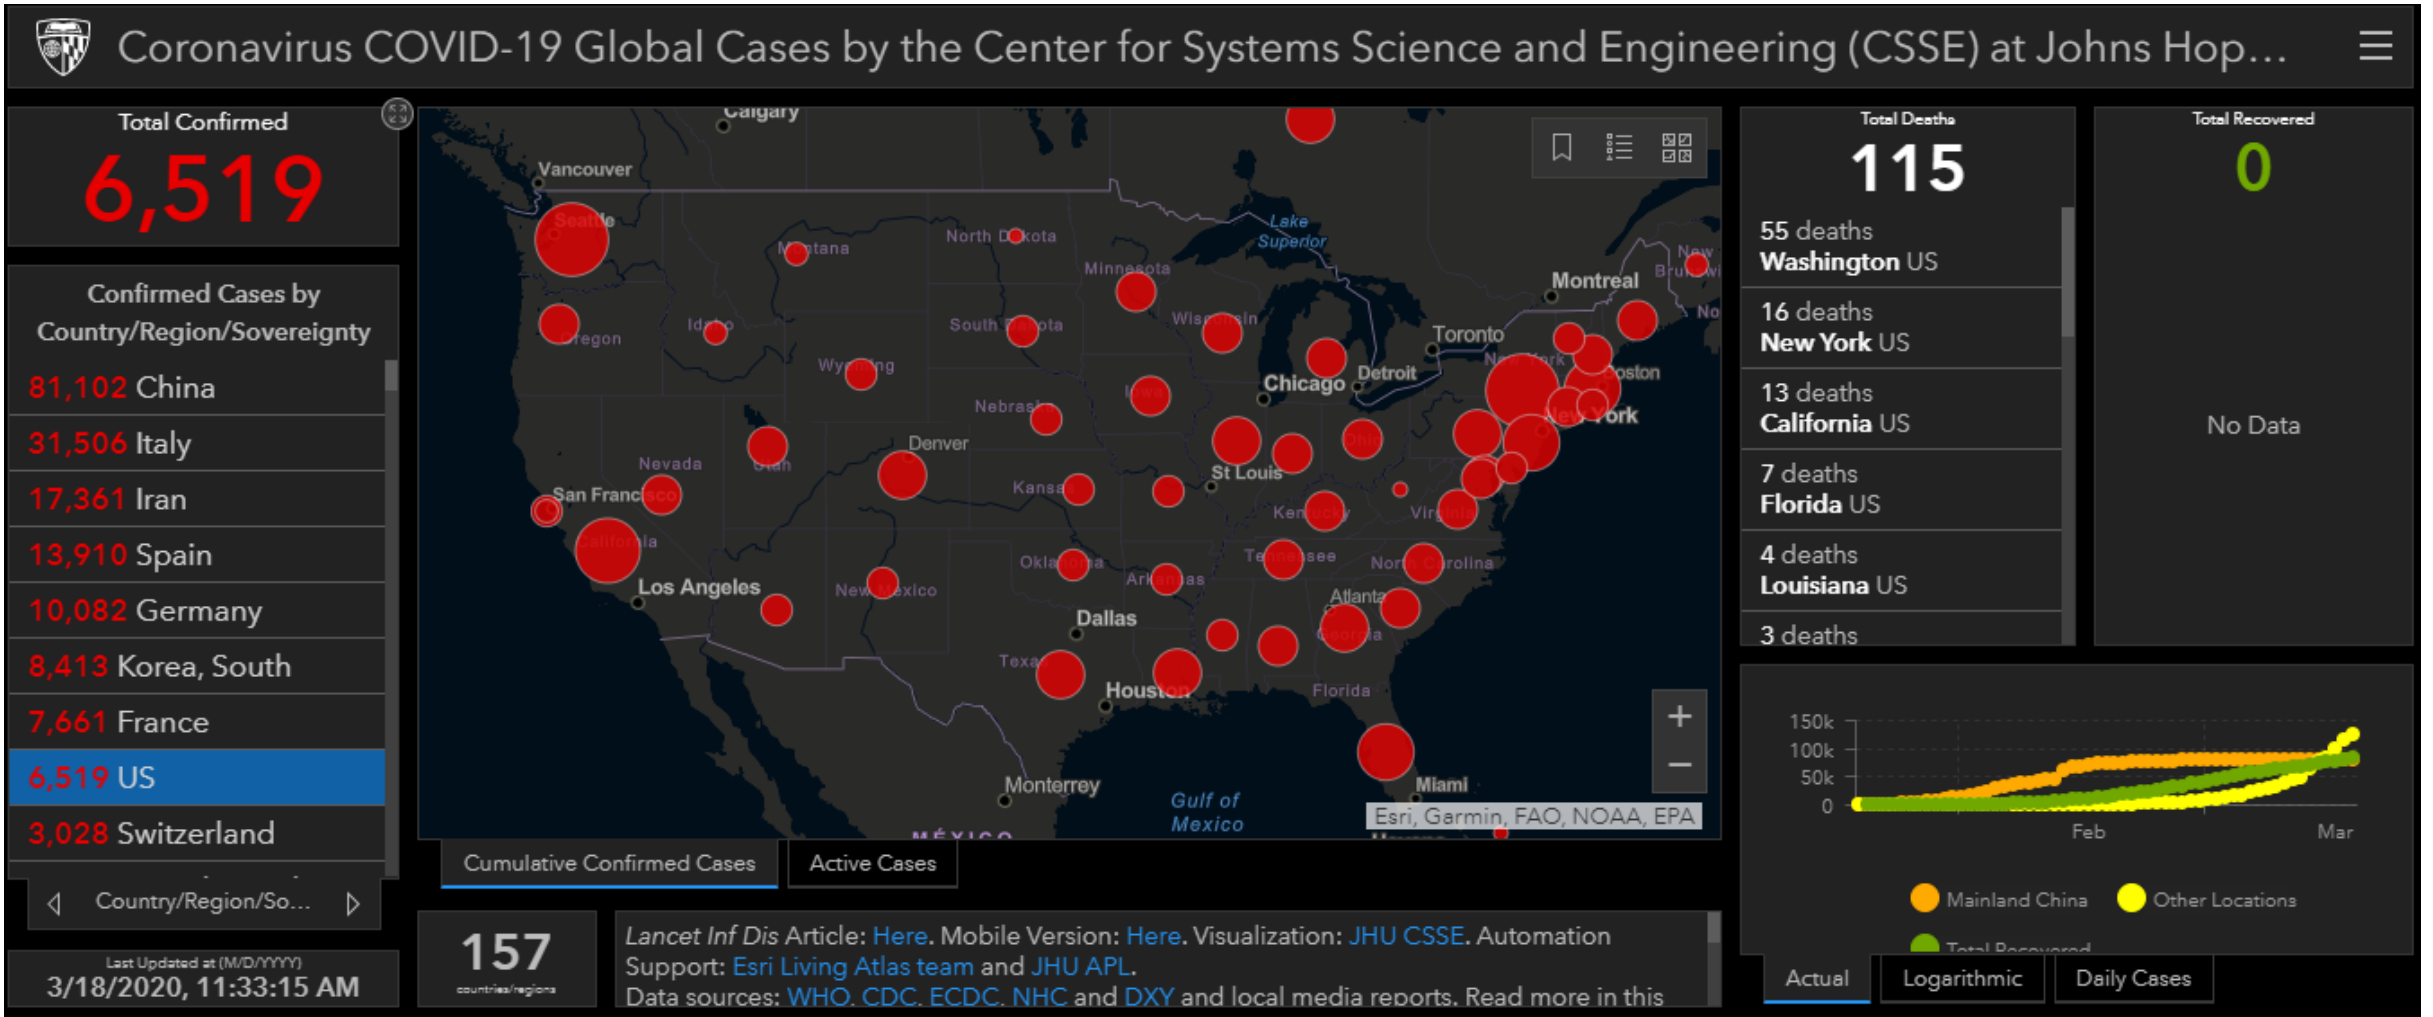 Coronavirus COVID-19 Global Cases by the Center for Systems Science and Engineering (CSSE) at Johns Hop...
Total Confirmed
6,519
Confirmed Cases by
Country/Region/Sovereignty
81,102 China
31,506 Italy
17,361 Iran
13,910 Spain
10,082 Germany
8,413 Korea, South
7,661 France
6,519 US
3,028 Switzerland
Country/Region/So...
Last Updated at (M/D/YYYY)
3/18/2020, 11:33:15 AM
Calgary
Vancouver
Seattle
Montana
North Dakota
Minnesota
Lake
Superior
Montreal
New
Oregon
Idaho
South Dakota
Wisconsin
Toronto
No
Wyoming
New York
Detroit
Boston
Chicago
Iowa
Nebraska
New York
Denver
Ohio
Nevada
Utah
St Louis
San Francisco
Kansas
Kentucky
Virginia
California
Oklahoma
Tennessee
North Carolina
Arkansas
Los Angeles
New Mexico
Atlanta
Dallas
Georgia
Texas
Houston
Florida
Monterrey
Miami
Gulf of
Mexico
MÉXICO
Esri, Garmin, FAO, NOAA, EPA
Cumulative Confirmed Cases
Active Cases
157
countries/regions
Lancet Inf Dis Article: Here. Mobile Version: Here. Visualization: JHU CSSE. Automation
Support: Esri Living Atlas team and JHU APL.
Data sources: WHO, CDC, ECDC, NHC and DXY and local media reports. Read more in this
Total Deaths
115
55 deaths
Washington US
16 deaths
New York US
13 deaths
California US
7 deaths
Florida US
4 deaths
Louisiana US
3 deaths
Total Recovered
0
No Data
150k
100k
50k
0
Feb
Mar
Mainland China
Other Locations
Total Recovered
Actual
Logarithmic
Daily Cases